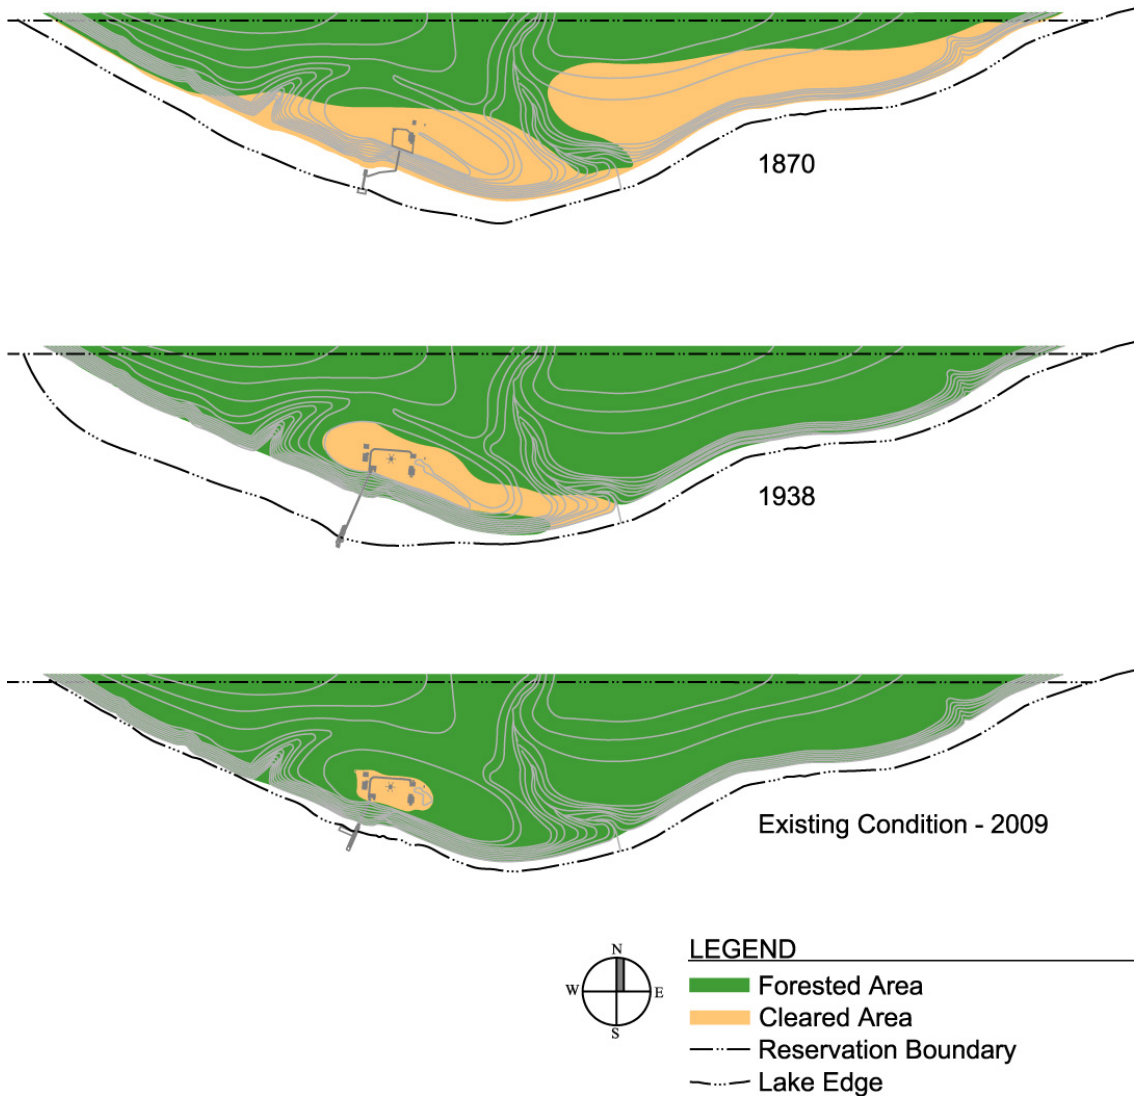 1870
1938
Existing Condition - 2009
N
W E
S
LEGEND
Forested Area
Cleared Area
Reservation Boundary
Lake Edge